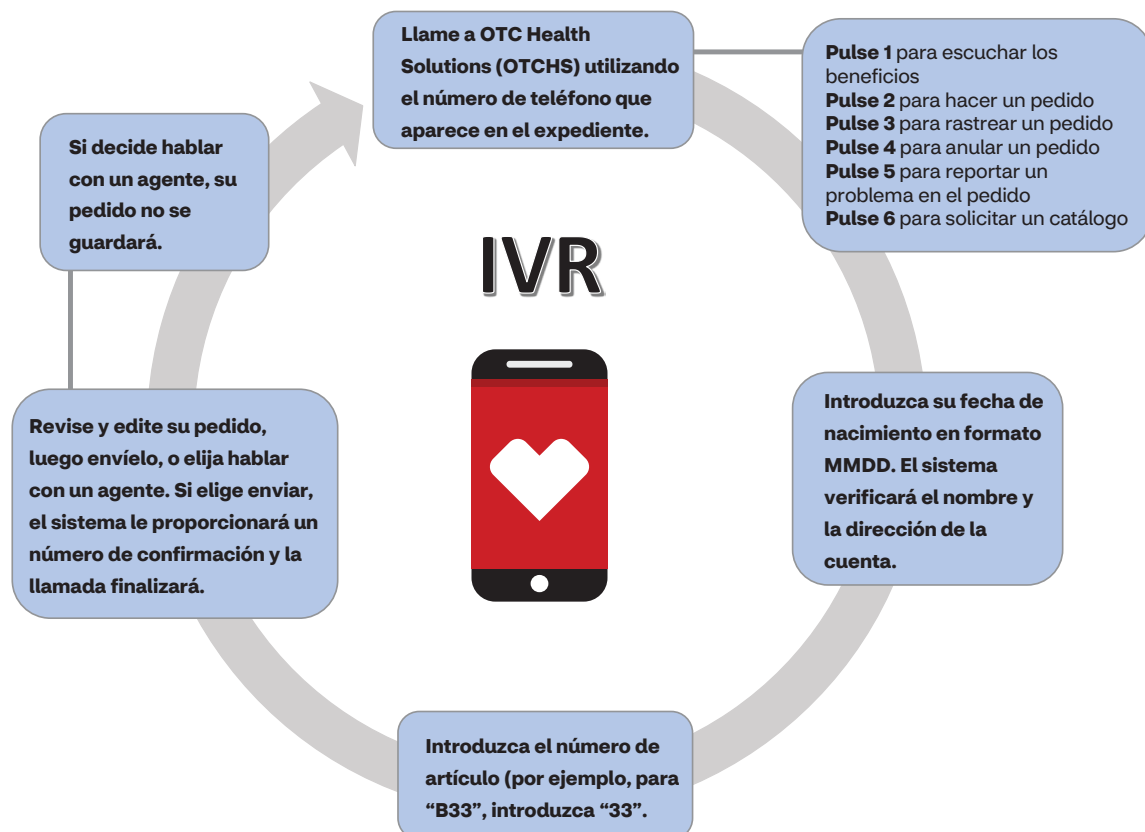 Llame a OTC Health
Solutions (OTCHS) utilizando
el número de teléfono que
aparece en el expediente.
Pulse 1 para escuchar los
beneficios
Pulse 2 para hacer un pedido
Pulse 3 para rastrear un pedido
Pulse 4 para anular un pedido
Pulse 5 para reportar un
problema en el pedido
Pulse 6 para solicitar un catálogo
Introduzca su fecha de
nacimiento en formato
MMDD. El sistema
verificará el nombre y
la dirección de la
cuenta.
Introduzca el número de
artículo (por ejemplo, para
“B33”, introduzca “33”.
Revise y edite su pedido,
luego envíelo, o elija hablar
con un agente. Si elige enviar,
el sistema le proporcionará un
número de confirmación y la
llamada finalizará.
Si decide hablar
con un agente, su
pedido no se
guardará.
IVR